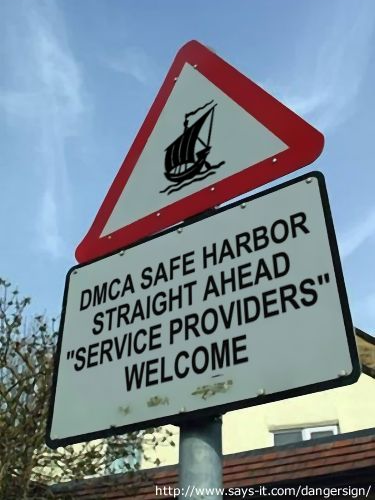 DMCA SAFE HARBOR
STRAIGHT AHEAD
"SERVICE PROVIDERS"
WELCOME
http://www.says-it.com/dangersign/